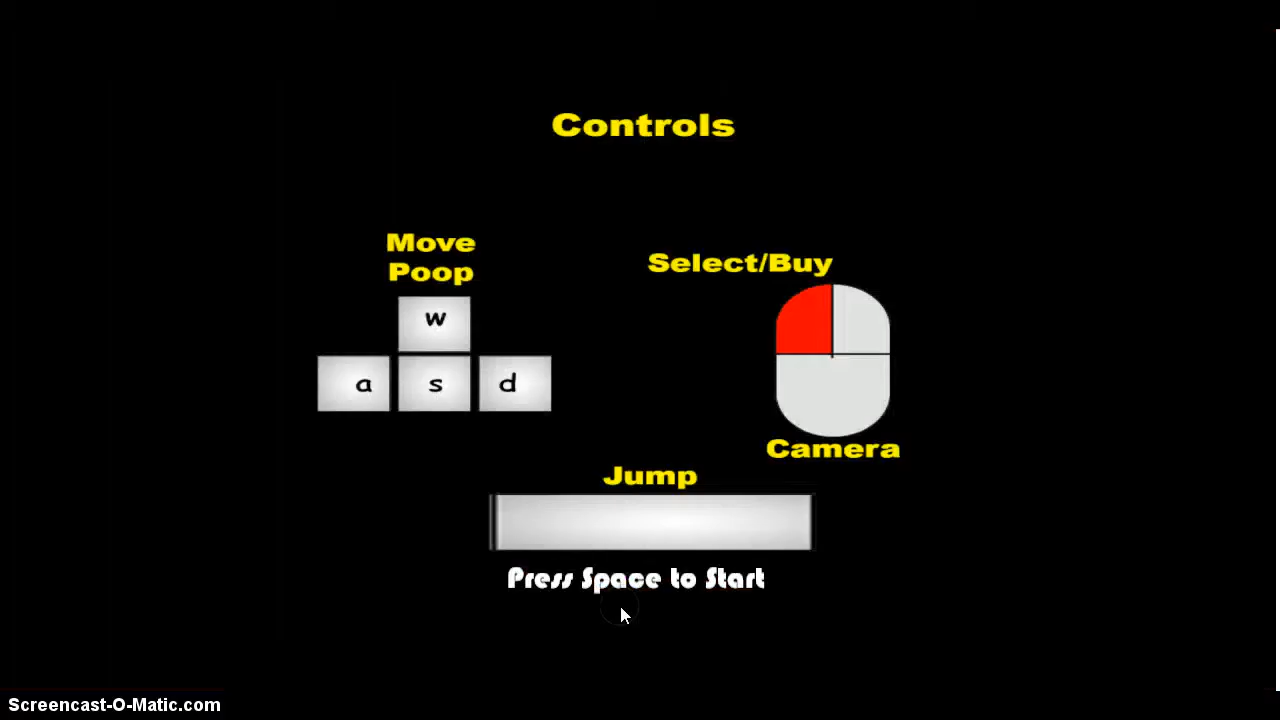 Controls
Move
Poop
Select/Buy
w
a s d
Camera
Jump
Press Space to Start
Screencast-O-Matic.com